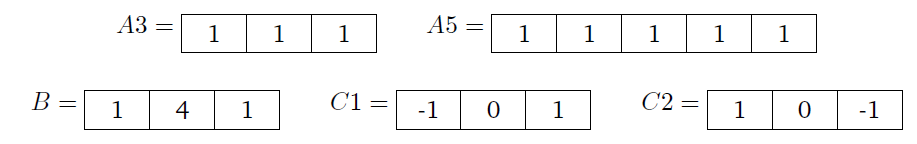 A3 = 1 1 1 A5 = 1 1 1 1 1
B = 1 4 1 C1 = -1 0 1 C2 = 1 0 -1